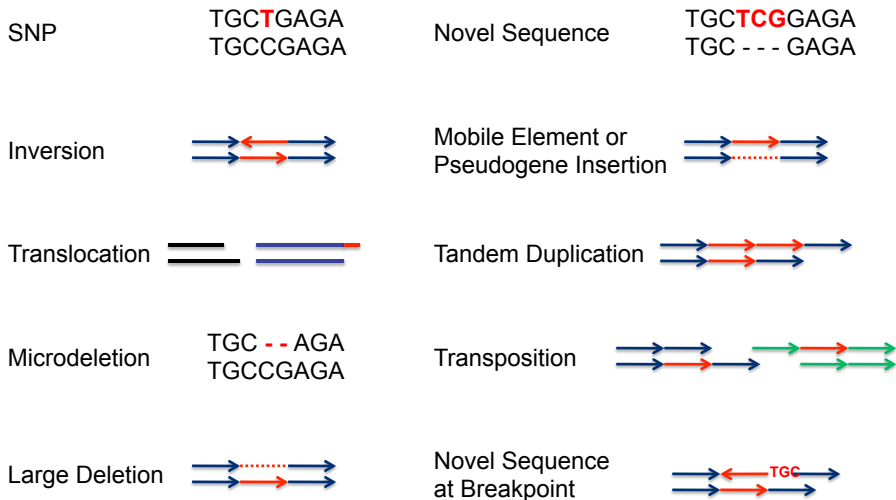 SNP
TGCTGAGA
TGCCGAGA
Novel Sequence
TGCTCGGAGA
TGC - - - GAGA
Inversion
Mobile Element or
Pseudogene Insertion
Translocation
Tandem Duplication
Microdeletion
TGC - - AGA
TGCCGAGA
Transposition
Large Deletion
Novel Sequence
at Breakpoint
TGC